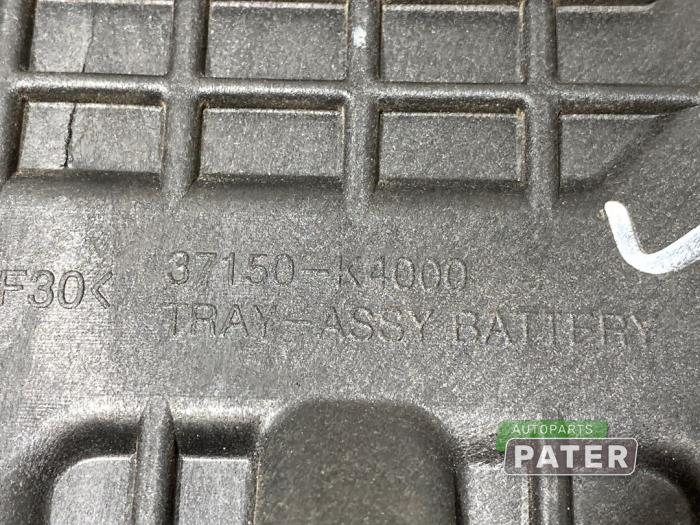 37150-K4000
F30<
TRAY-ASSY BATTERY
AUTOPARTS
PATER